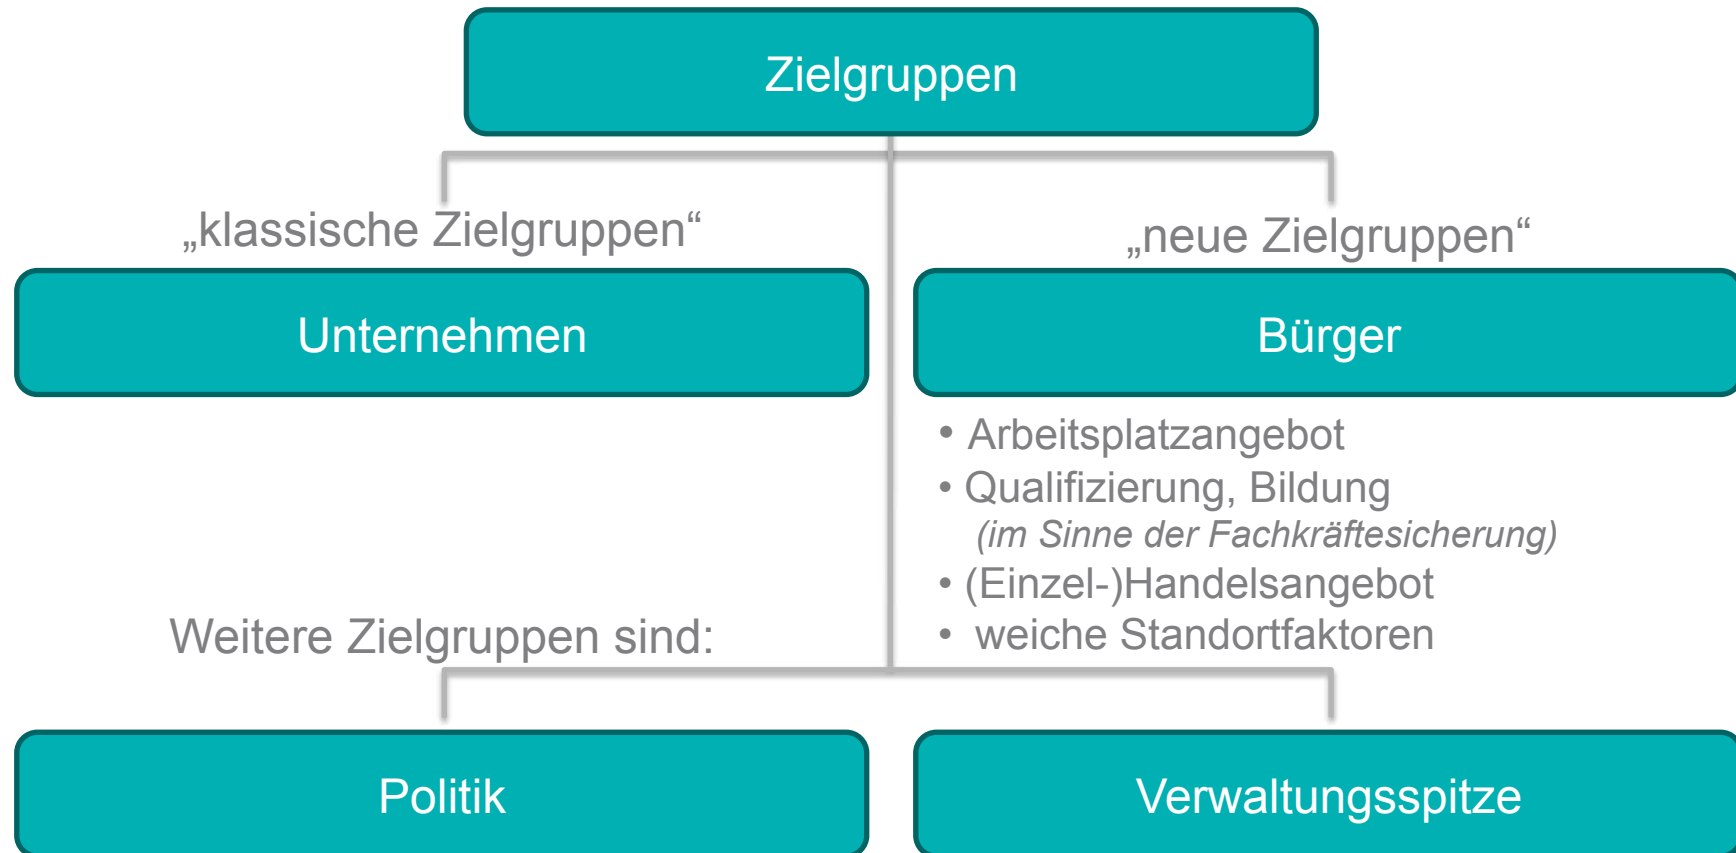 Zielgruppen
„klassische Zielgruppen“
„neue Zielgruppen“
Unternehmen
Bürger
• Arbeitsplatzangebot
• Qualifizierung, Bildung
(im Sinne der Fachkräftesicherung)
• (Einzel-)Handelsangebot
• weiche Standortfaktoren
Weitere Zielgruppen sind:
Politik
Verwaltungsspitze